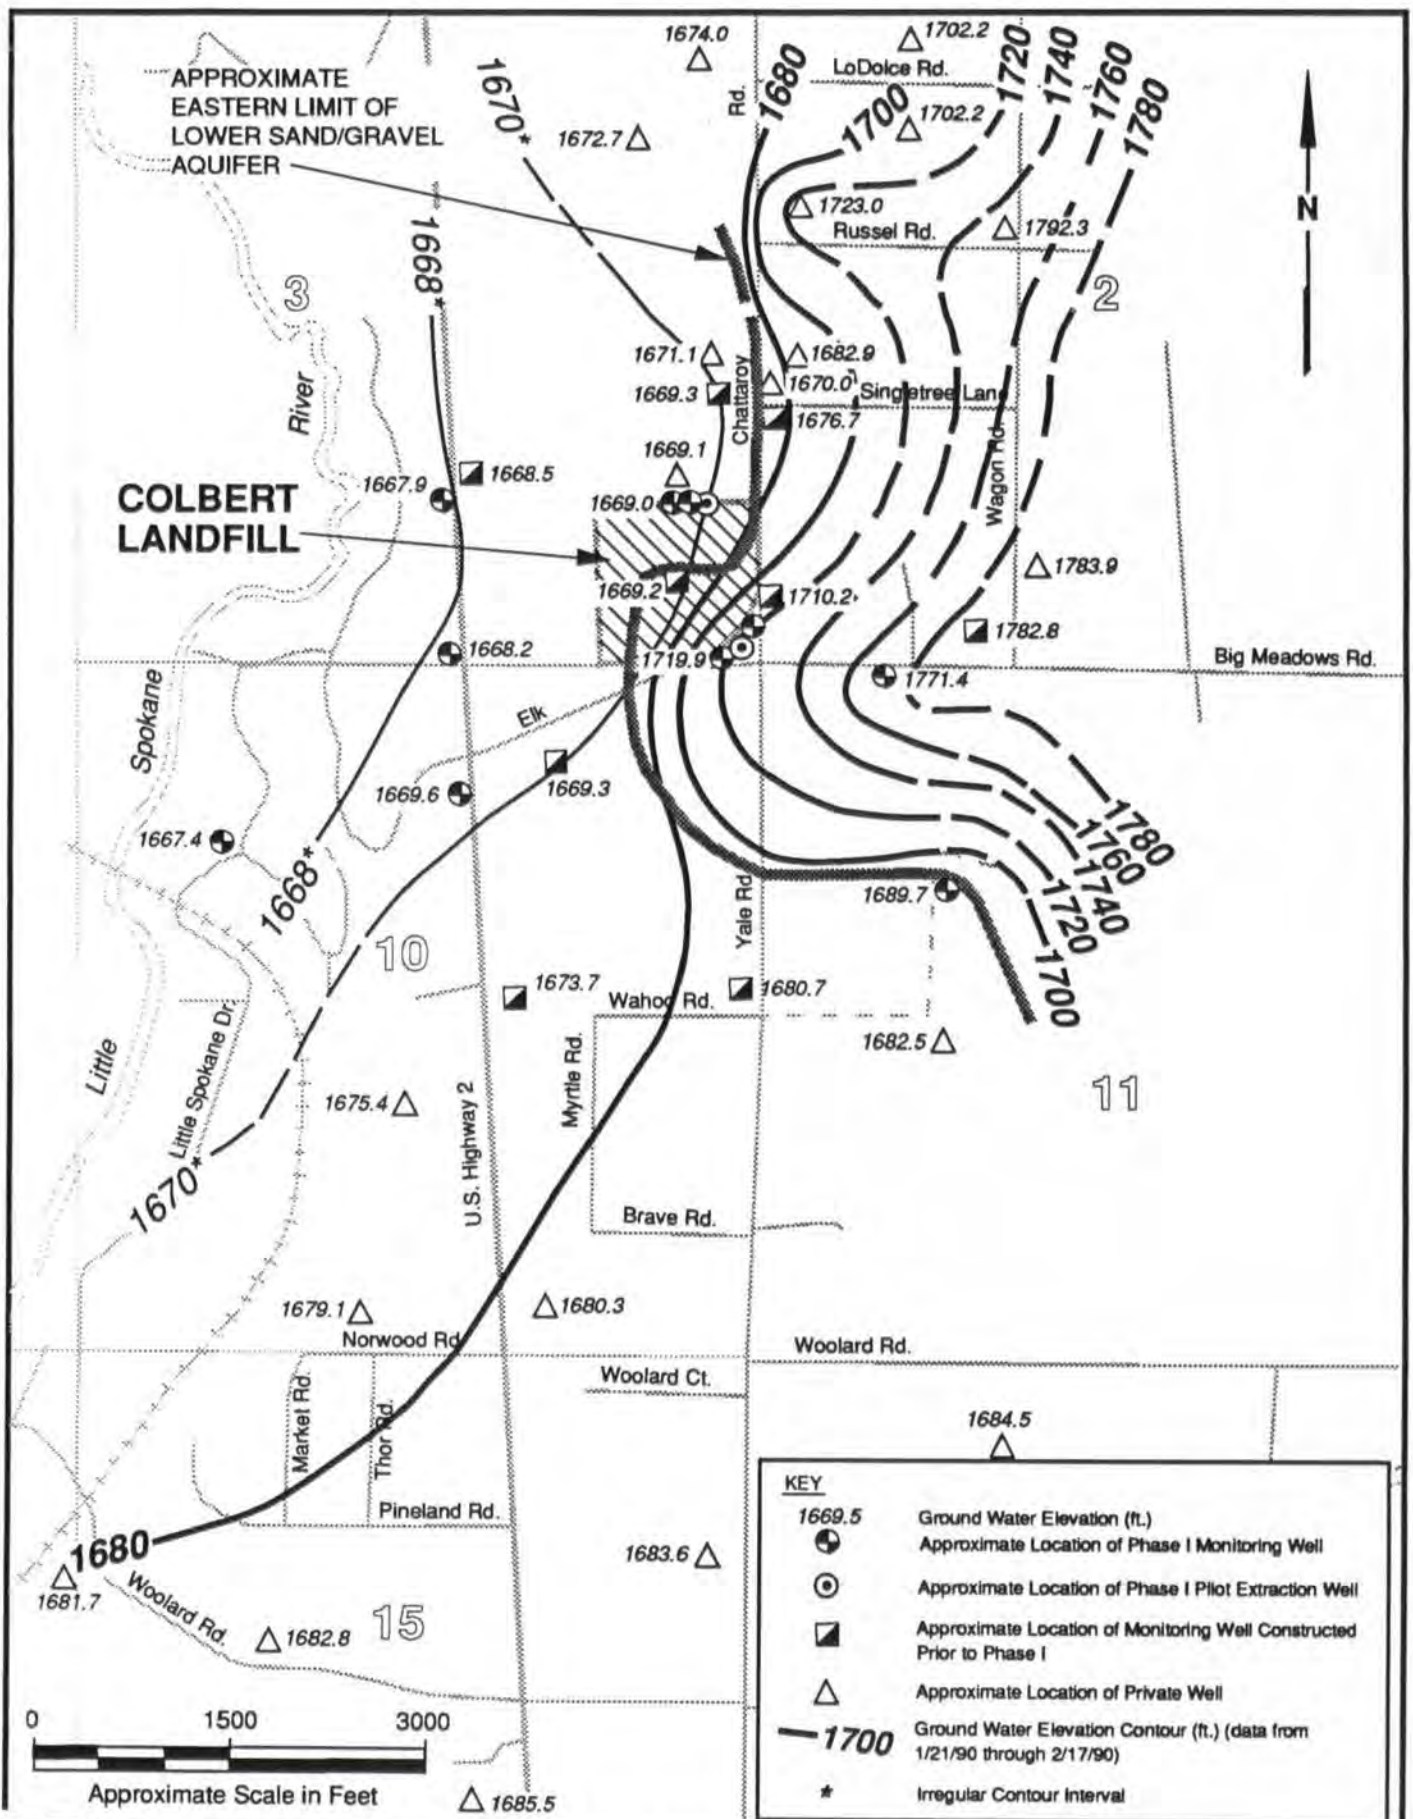 1674.0
1702.2
LoDolce Rd.
APPROXIMATE
EASTERN LIMIT OF
LOWER SAND/GRAVEL
AQUIFER
1670*
1672.7
Rd.
1680
1700
1702.2
1720
1740
1760
1780
N
1668*
1723.0
Russel Rd.
1792.3
3
2
River
1671.1
1682.9
1669.3
Chattaroy
1670.0
Singletree Lane
1676.7
1669.1
1667.9
1668.5
1669.0
Wagon Rd.
COLBERT
LANDFILL
1669.2
1710.2
1783.9
1782.8
1668.2
1719.9
Big Meadows Rd.
1771.4
Spokane
Elk
1669.6
1669.3
1667.4
1668*
1780
1760
1740
1720
1700
1689.7
Yale Rd.
10
1673.7
1680.7
Wahoo Rd.
1682.5
Little
Little Spokane Dr.
Myrtle Rd.
1675.4
11
U.S. Highway 2
1670*
Brave Rd.
1679.1
1680.3
Norwood Rd.
Woolard Rd.
Woolard Ct.
Market Rd.
Thor Rd.
1684.5
Pineland Rd.
1680
1683.6
1681.7
Woolard Rd.
1682.8
15
0 1500 3000
Approximate Scale in Feet
1685.5
KEY
1669.5 Ground Water Elevation (ft.)
Approximate Location of Phase I Monitoring Well
Approximate Location of Phase I Pilot Extraction Well
Approximate Location of Monitoring Well Constructed
Prior to Phase I
Approximate Location of Private Well
1700 Ground Water Elevation Contour (ft.) (data from
1/21/90 through 2/17/90)
* Irregular Contour Interval